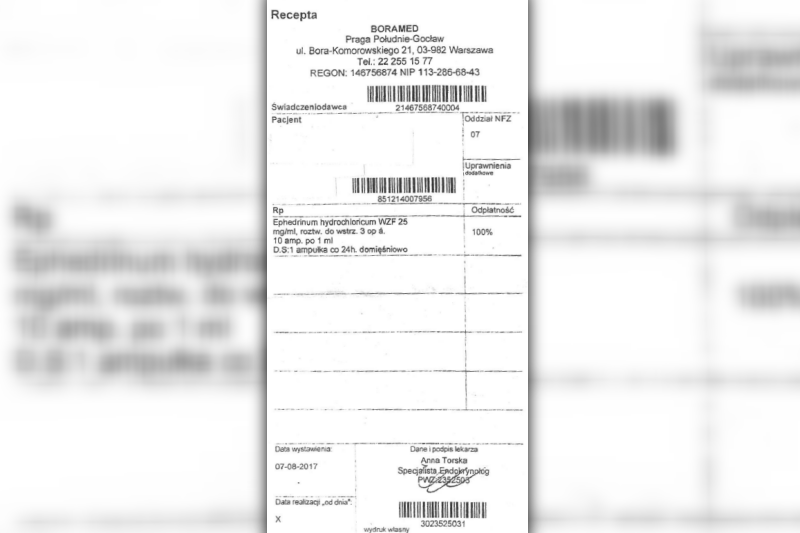 Recepta
BORAMED
Praga Południe-Gocław
ul. Bora-Komorowskiego 21, 03-982 Warszawa
Tel.: 22 255 15 77
REGON: 146756874 NIP 113-286-68-43
Świadczeniodawca 21467568740004
Pacjent
Oddział NFZ
07
Uprawnienia
dodatkowe
851214007956
Rp Odpłatność
Ephedrinum hydrochloricum WZF 25
mg/ml, roztw. do wstrz. 3 op á.
10 amp. po 1 ml
D.S:1 ampułka co 24h. domięśniowo
100%
Data wystawienia:
07-08-2017
Dane i podpis lekarza
Anna Torska
Specjalista Endokrynolog
PWZ:2352503
Data realizacji „od dnia":
X
3023525031
wydruk własny